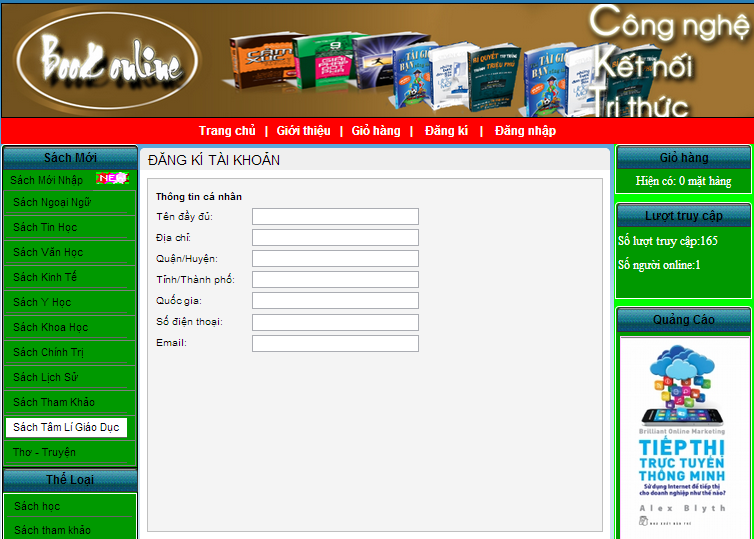 Book online
Công nghệ
Kết nối
Tri thức
Trang chủ | Giới thiệu | Giỏ hàng | Đăng kí | Đăng nhập
Sách Mới
Sách Mới Nhập NEW
Sách Ngoại Ngữ
Sách Tin Học
Sách Văn Học
Sách Kinh Tế
Sách Y Học
Sách Khoa Học
Sách Chính Trị
Sách Lịch Sử
Sách Tham Khảo
Sách Tâm Lí Giáo Dục
Thơ - Truyện
Thể Loại
Sách học
Sách tham khảo
ĐĂNG KÍ TÀI KHOẢN
Thông tin cá nhân
Tên đầy đủ:
Địa chỉ:
Quận/Huyện:
Tỉnh/Thành phố:
Quốc gia:
Số điện thoại:
Email:
Giỏ hàng
Hiện có: 0 mặt hàng
Lượt truy cập
Số lượt truy cập:165
Số người online:1
Quảng Cáo
Brilliant Online Marketing
TIẾP THỊ
TRỰC TUYẾN
THÔNG MINH
Sử dụng Internet để tiếp thị
cho doanh nghiệp như thế nào?
Alex Blyth